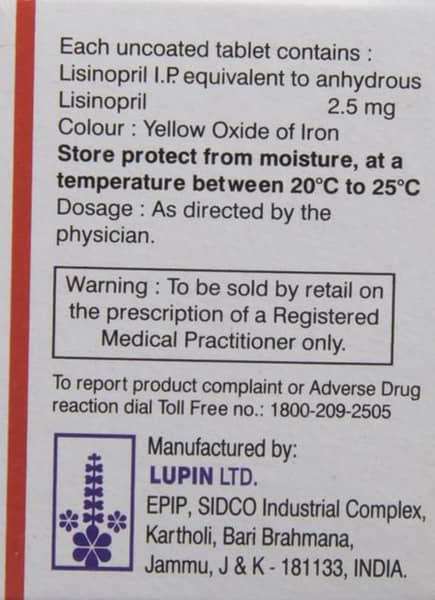 Each uncoated tablet contains :
Lisinopril I.P. equivalent to anhydrous
Lisinopril 2.5 mg
Colour : Yellow Oxide of Iron
Store protect from moisture, at a
temperature between 20°C to 25°C
Dosage : As directed by the
physician.
Warning : To be sold by retail on
the prescription of a Registered
Medical Practitioner only.
To report product complaint or Adverse Drug
reaction dial Toll Free no.: 1800-209-2505
Manufactured by:
LUPIN LTD.
EPIP, SIDCO Industrial Complex,
Kartholi, Bari Brahmana,
Jammu, J & K - 181133, INDIA.